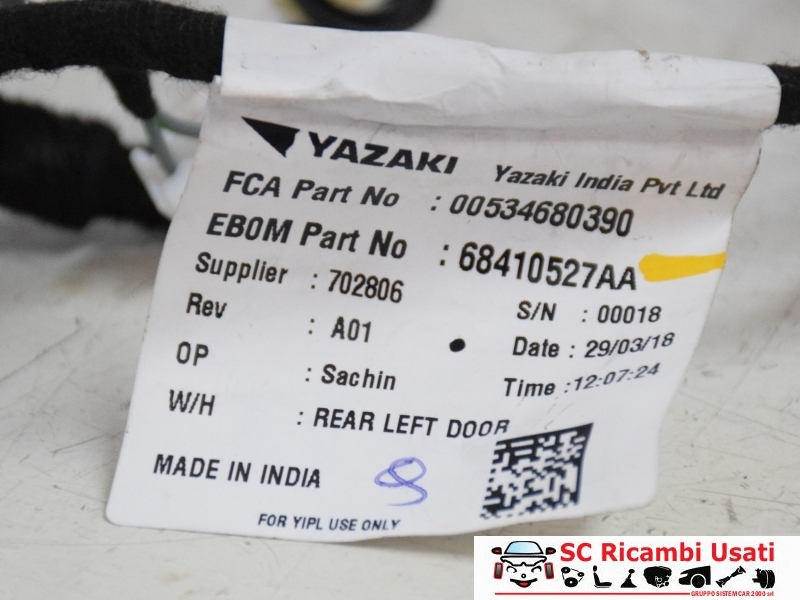 YAZAKI Yazaki India Pvt Ltd
FCA Part No : 00534680390
EB0M Part No : 68410527AA
Supplier : 702806 S/N : 00018
Rev : A01 Date : 29/03/18
OP : Sachin Time : 12:07:24
W/H : REAR LEFT DOOR
MADE IN INDIA 8
FOR YIPL USE ONLY
SC Ricambi Usati
GRUPPO SISTEMCAR 2000 srl